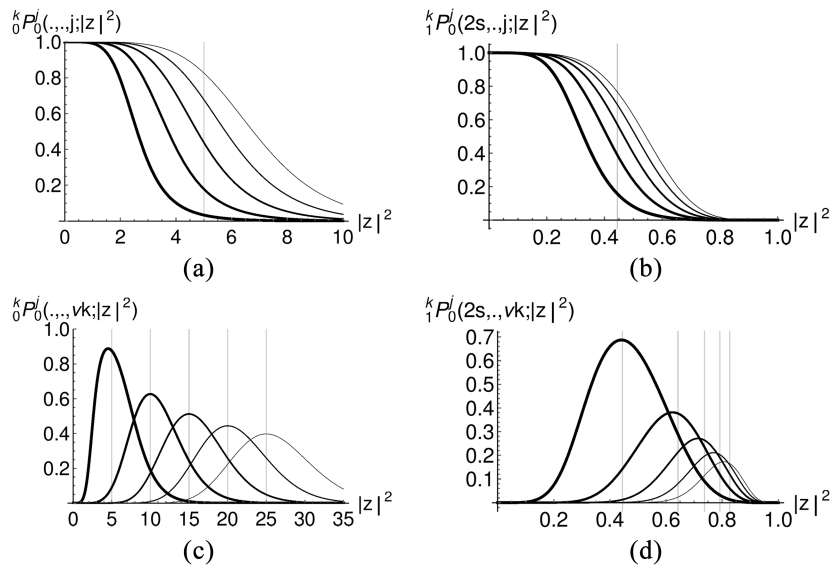 ᵏ₀Pʲ₀(.,.,j;|z|²)
1.0
0.8
0.6
0.4
0.2
0 2 4 6 8 10 |z|²
(a)
ᵏ₁Pʲ₀(2s,.,j;|z|²)
1.0
0.8
0.6
0.4
0.2
0.2 0.4 0.6 0.8 1.0 |z|²
(b)
ᵏ₀Pʲ₀(.,.,νk;|z|²)
1.0
0.8
0.6
0.4
0.2
0 5 10 15 20 25 30 35 |z|²
(c)
ᵏ₁Pʲ₀(2s,.,νk;|z|²)
0.7
0.6
0.5
0.4
0.3
0.2
0.1
0.2 0.4 0.6 0.8 1.0 |z|²
(d)